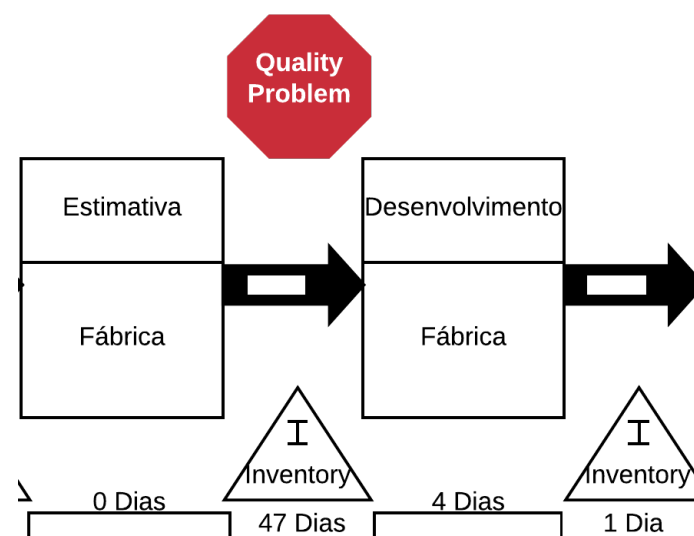 Quality
Problem
Estimativa
Desenvolvimento
Fábrica
Fábrica
I
I
Inventory
Inventory
0 Dias
4 Dias
47 Dias
1 Dia